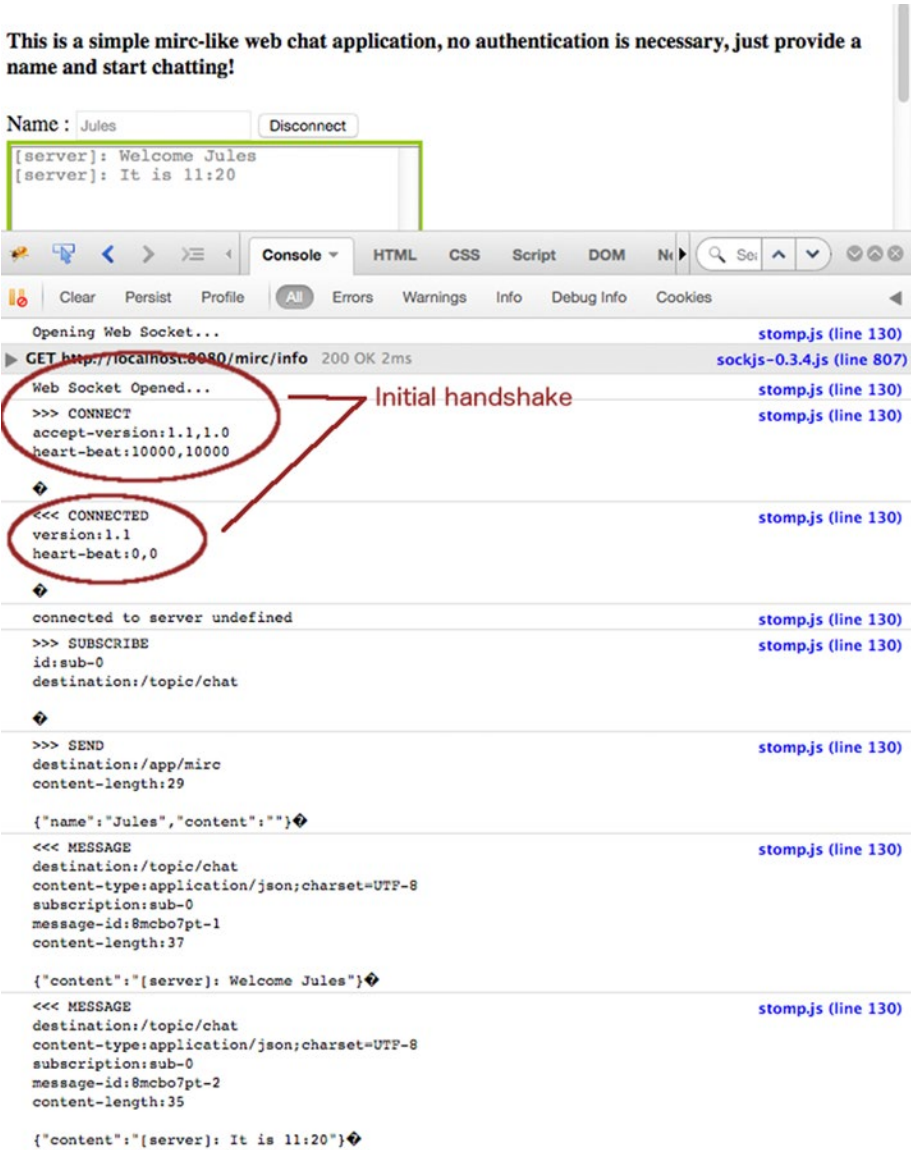 This is a simple mirc-like web chat application, no authentication is necessary, just provide a
name and start chatting!
Name : Jules Disconnect
[server]: Welcome Jules
[server]: It is 11:20
Console HTML CSS Script DOM Ne Sea
Clear Persist Profile All Errors Warnings Info Debug Info Cookies
Opening Web Socket... stomp.js (line 130)
GET http://localhost:8080/mirc/info 200 OK 2ms sockjs-0.3.4.js (line 807)
Web Socket Opened... stomp.js (line 130)
Initial handshake
>>> CONNECT stomp.js (line 130)
accept-version:1.1,1.0
heart-beat:10000,10000
�
<<< CONNECTED stomp.js (line 130)
version:1.1
heart-beat:0,0
�
connected to server undefined stomp.js (line 130)
>>> SUBSCRIBE stomp.js (line 130)
id:sub-0
destination:/topic/chat
�
>>> SEND stomp.js (line 130)
destination:/app/mirc
content-length:29
{"name":"Jules","content":""}�
<<< MESSAGE stomp.js (line 130)
destination:/topic/chat
content-type:application/json;charset=UTF-8
subscription:sub-0
message-id:8mcbo7pt-1
content-length:37
{"content":"[server]: Welcome Jules"}�
<<< MESSAGE stomp.js (line 130)
destination:/topic/chat
content-type:application/json;charset=UTF-8
subscription:sub-0
message-id:8mcbo7pt-2
content-length:35
{"content":"[server]: It is 11:20"}�